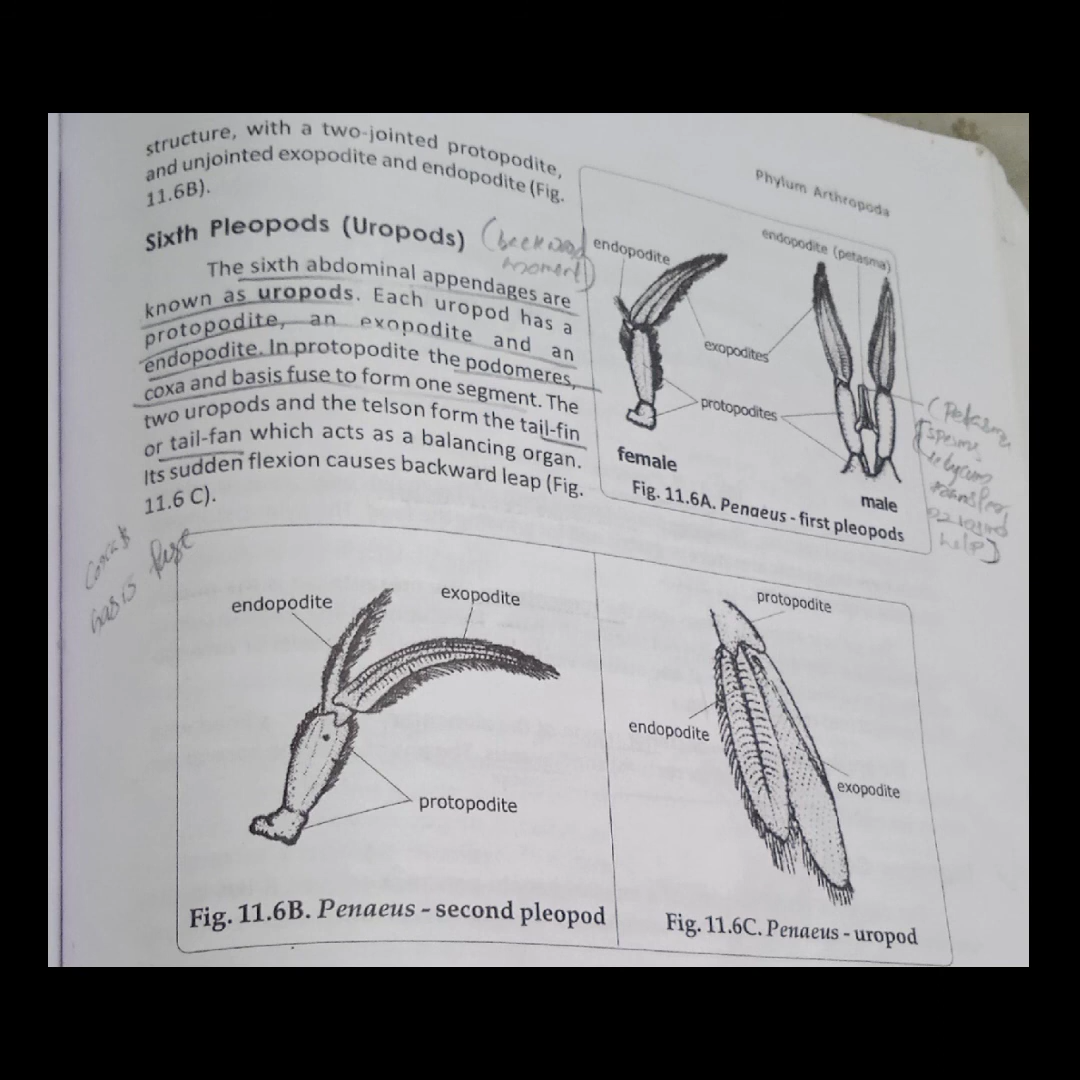 structure, with a two-jointed protopodite,
and unjointed exopodite and endopodite (Fig.
11.6B).
Sixth Pleopods (Uropods)
(backward
moment)
The sixth abdominal appendages are
known as uropods. Each uropod has a
protopodite, an exopodite and an
endopodite. In protopodite the podomeres,
coxa and basis fuse to form one segment. The
two uropods and the telson form the tail-fin
or tail-fan which acts as a balancing organ.
Its sudden flexion causes backward leap (Fig.
11.6 C).
Phylum Arthropoda
endopodite
endopodite (petasma)
exopodites
protopodites
female
male
Fig. 11.6A. Penaeus - first pleopods
(Petasma
sperms
transfer
help)
basis fuse
endopodite
exopodite
protopodite
Fig. 11.6B. Penaeus - second pleopod
protopodite
endopodite
exopodite
Fig. 11.6C. Penaeus - uropod